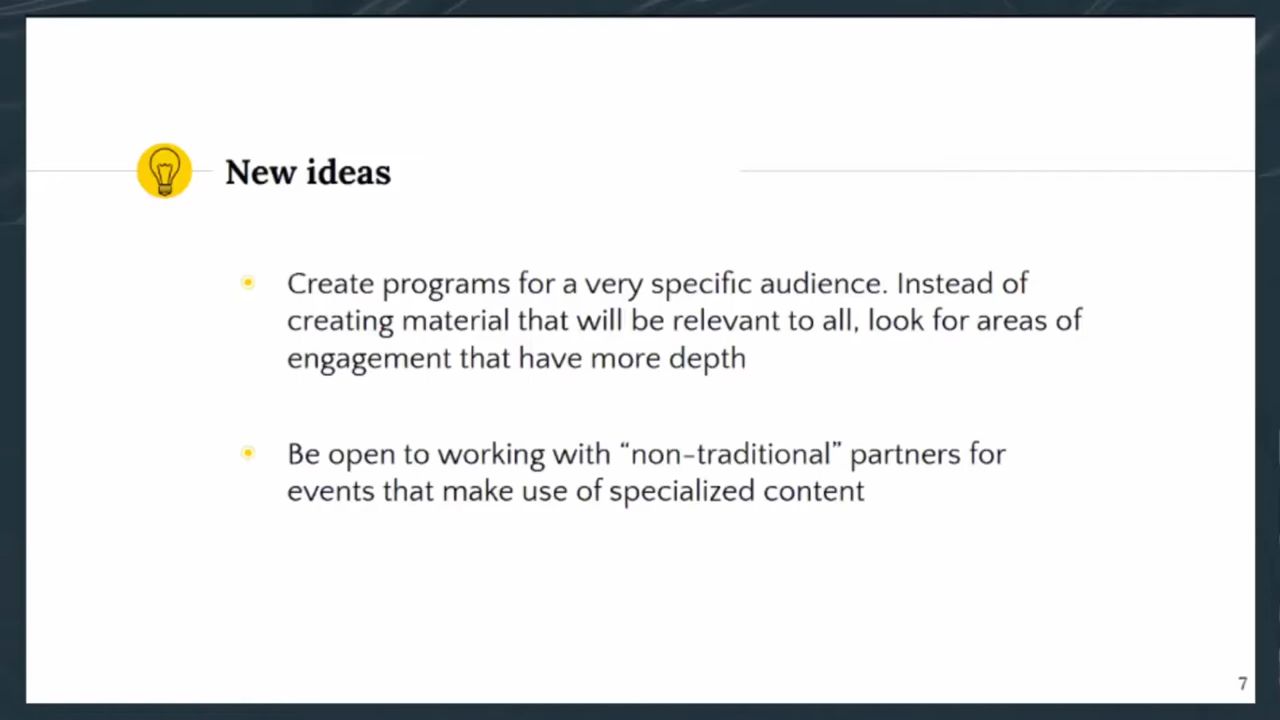 New ideas
Create programs for a very specific audience. Instead of
creating material that will be relevant to all, look for areas of
engagement that have more depth
Be open to working with “non-traditional” partners for
events that make use of specialized content
7